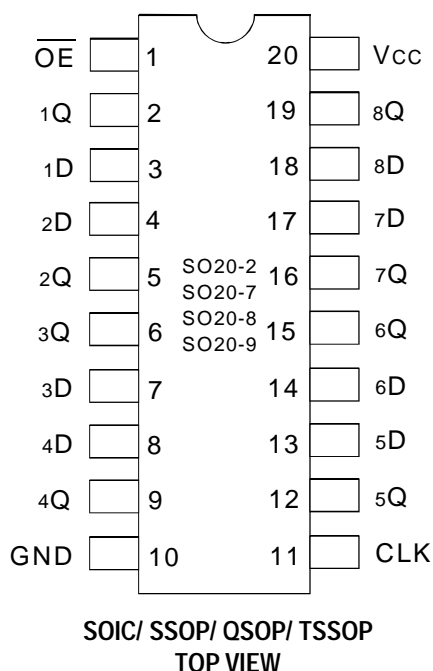 O̅E̅ 1 20 Vcc
1Q 2 19 8Q
1D 3 18 8D
2D 4 17 7D
2Q 5 SO20-2 16 7Q
SO20-7
3Q 6 SO20-8 15 6Q
SO20-9
3D 7 14 6D
4D 8 13 5D
4Q 9 12 5Q
GND 10 11 CLK
SOIC/ SSOP/ QSOP/ TSSOP
TOP VIEW